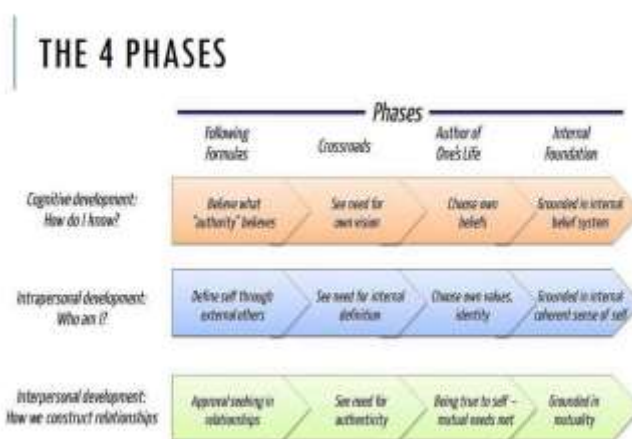 THE 4 PHASES
Phases
Following
Formulas
Crossroads
Author of
One's Life
Internal
Foundation
Cognitive development:
How do I know?
Believe what
"authority" believes
See need for
own vision
Choose own
beliefs
Grounded in internal
belief system
Intrapersonal development:
Who am I?
Define self through
external others
See need for internal
definition
Choose own values,
identity
Grounded in internal
coherent sense of self
Interpersonal development:
How we construct relationships
Approval seeking in
relationships
See need for
authenticity
Being true to self –
mutual needs met
Grounded in
mutuality